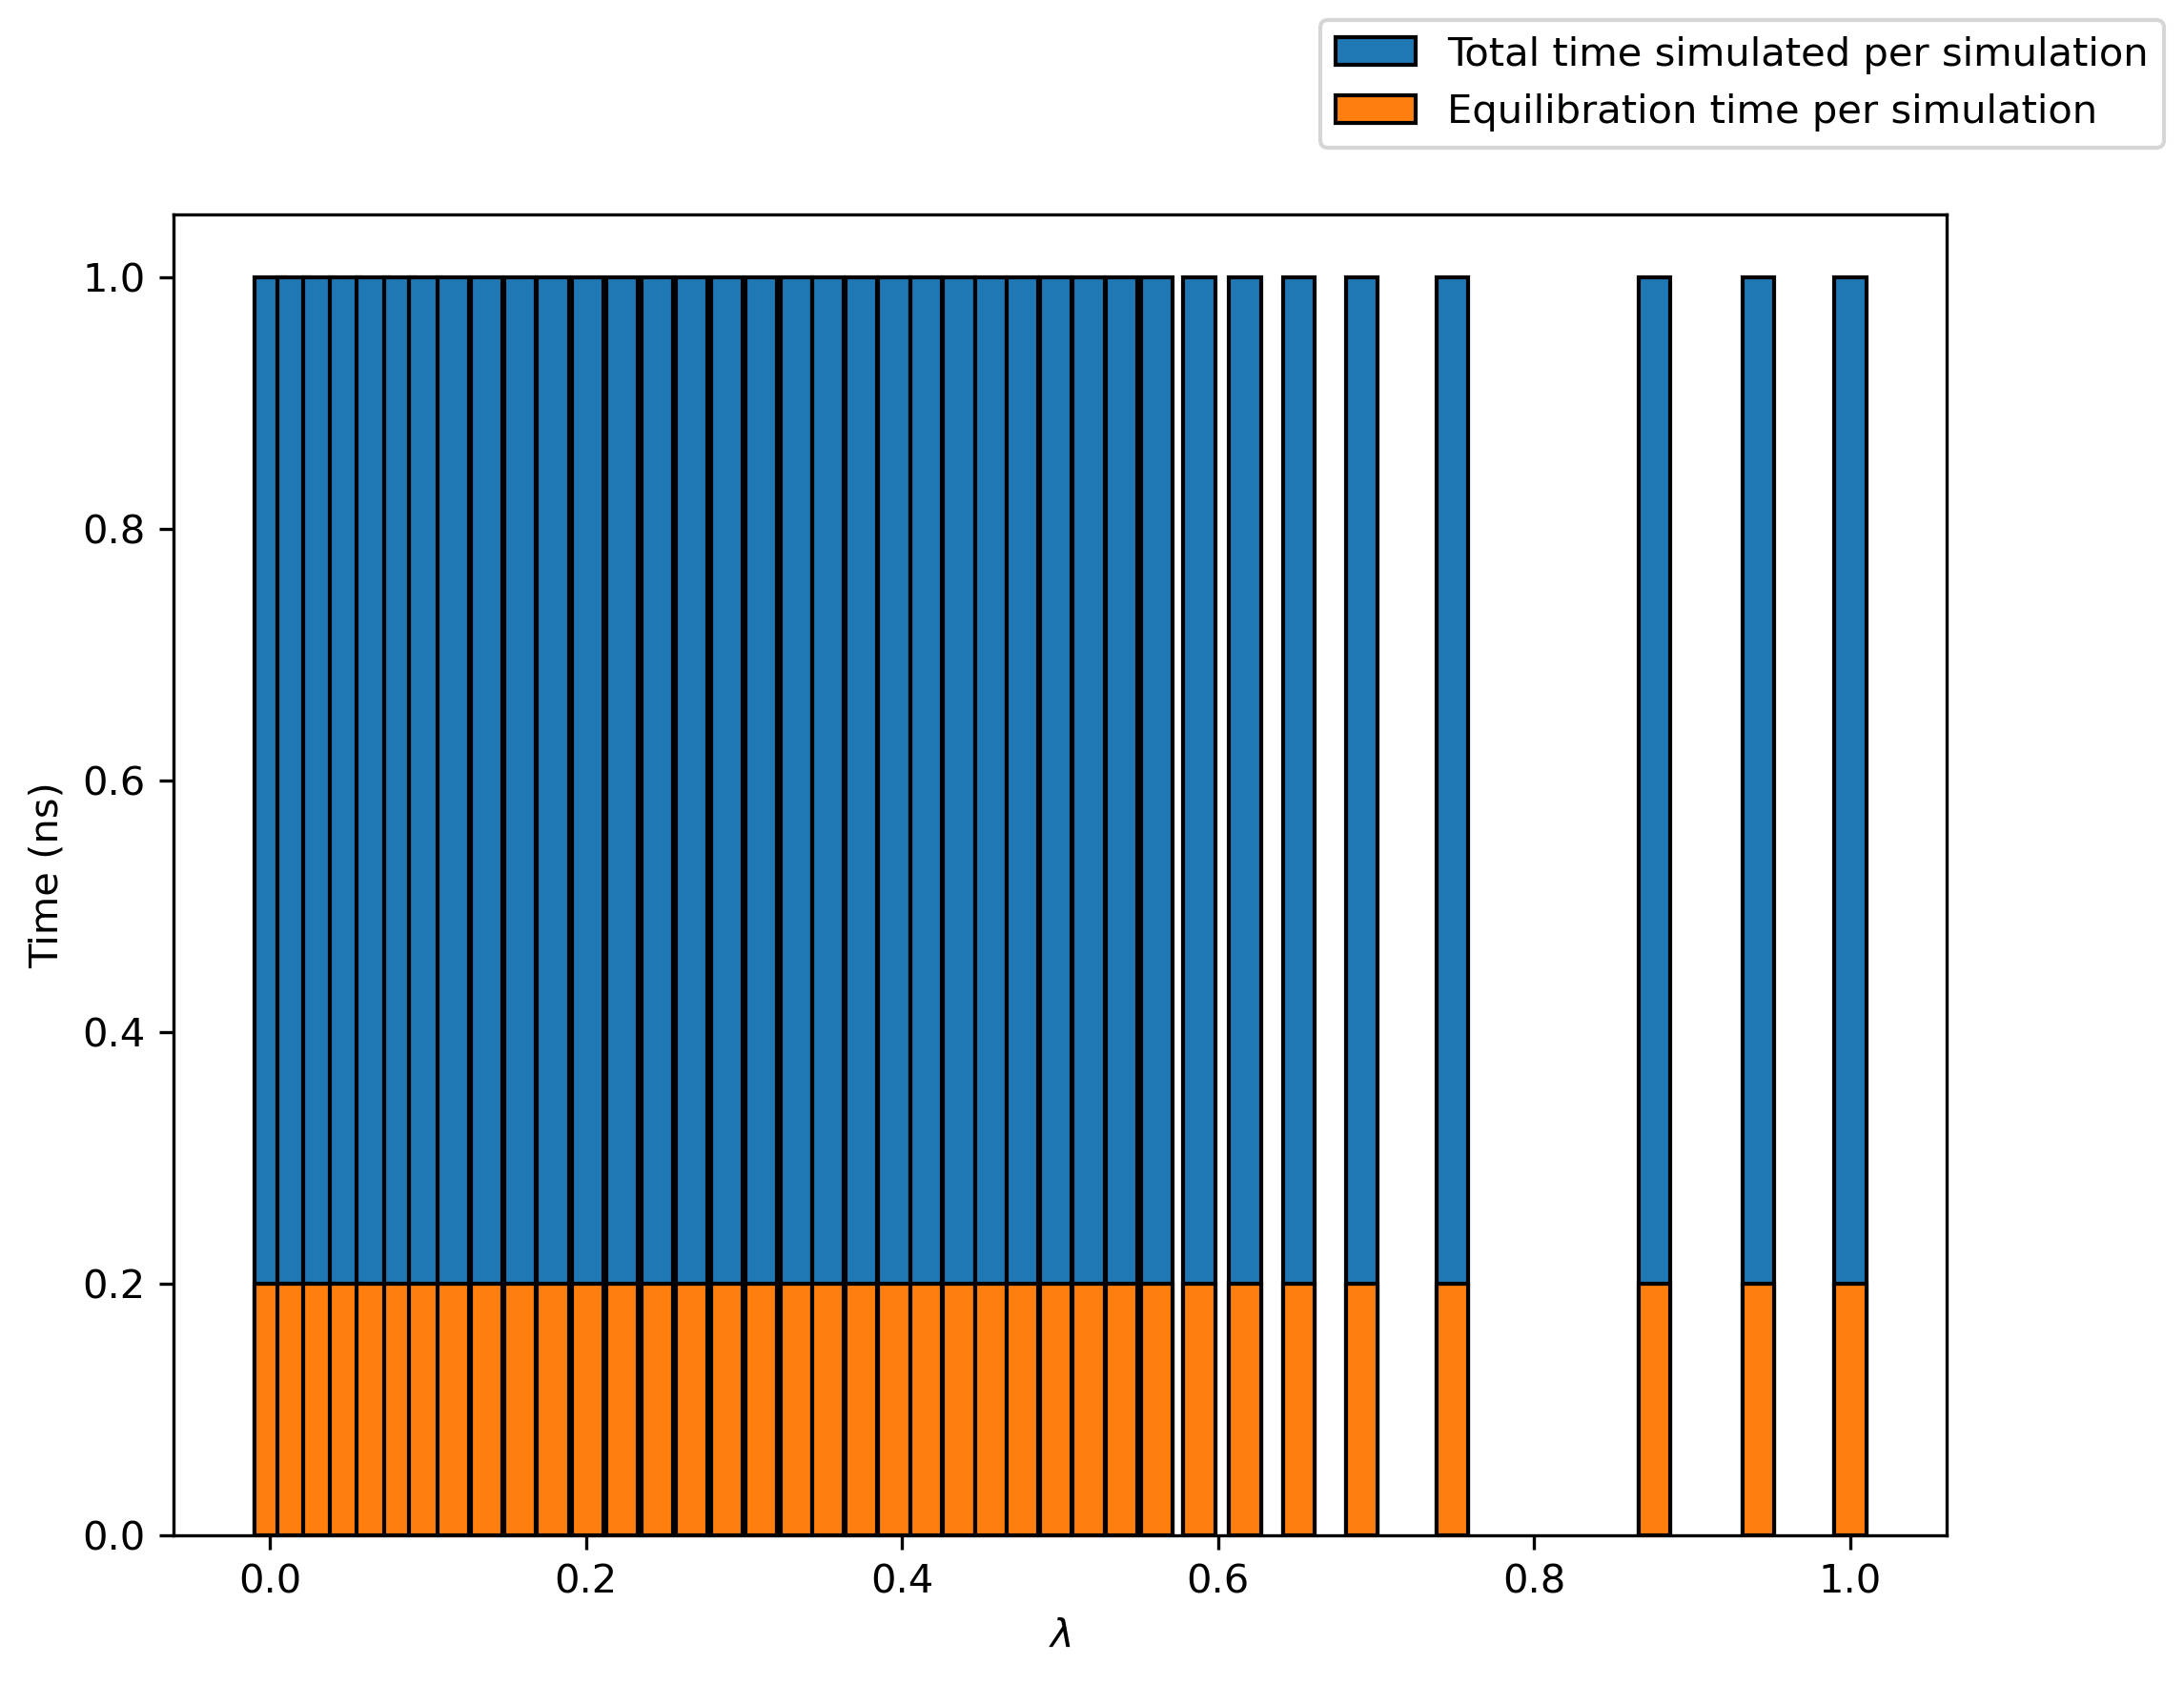 Total time simulated per simulation
Equilibration time per simulation
1.0
0.8
0.6
0.4
0.2
0.0
Time (ns)
0.0 0.2 0.4 0.6 0.8 1.0
λ